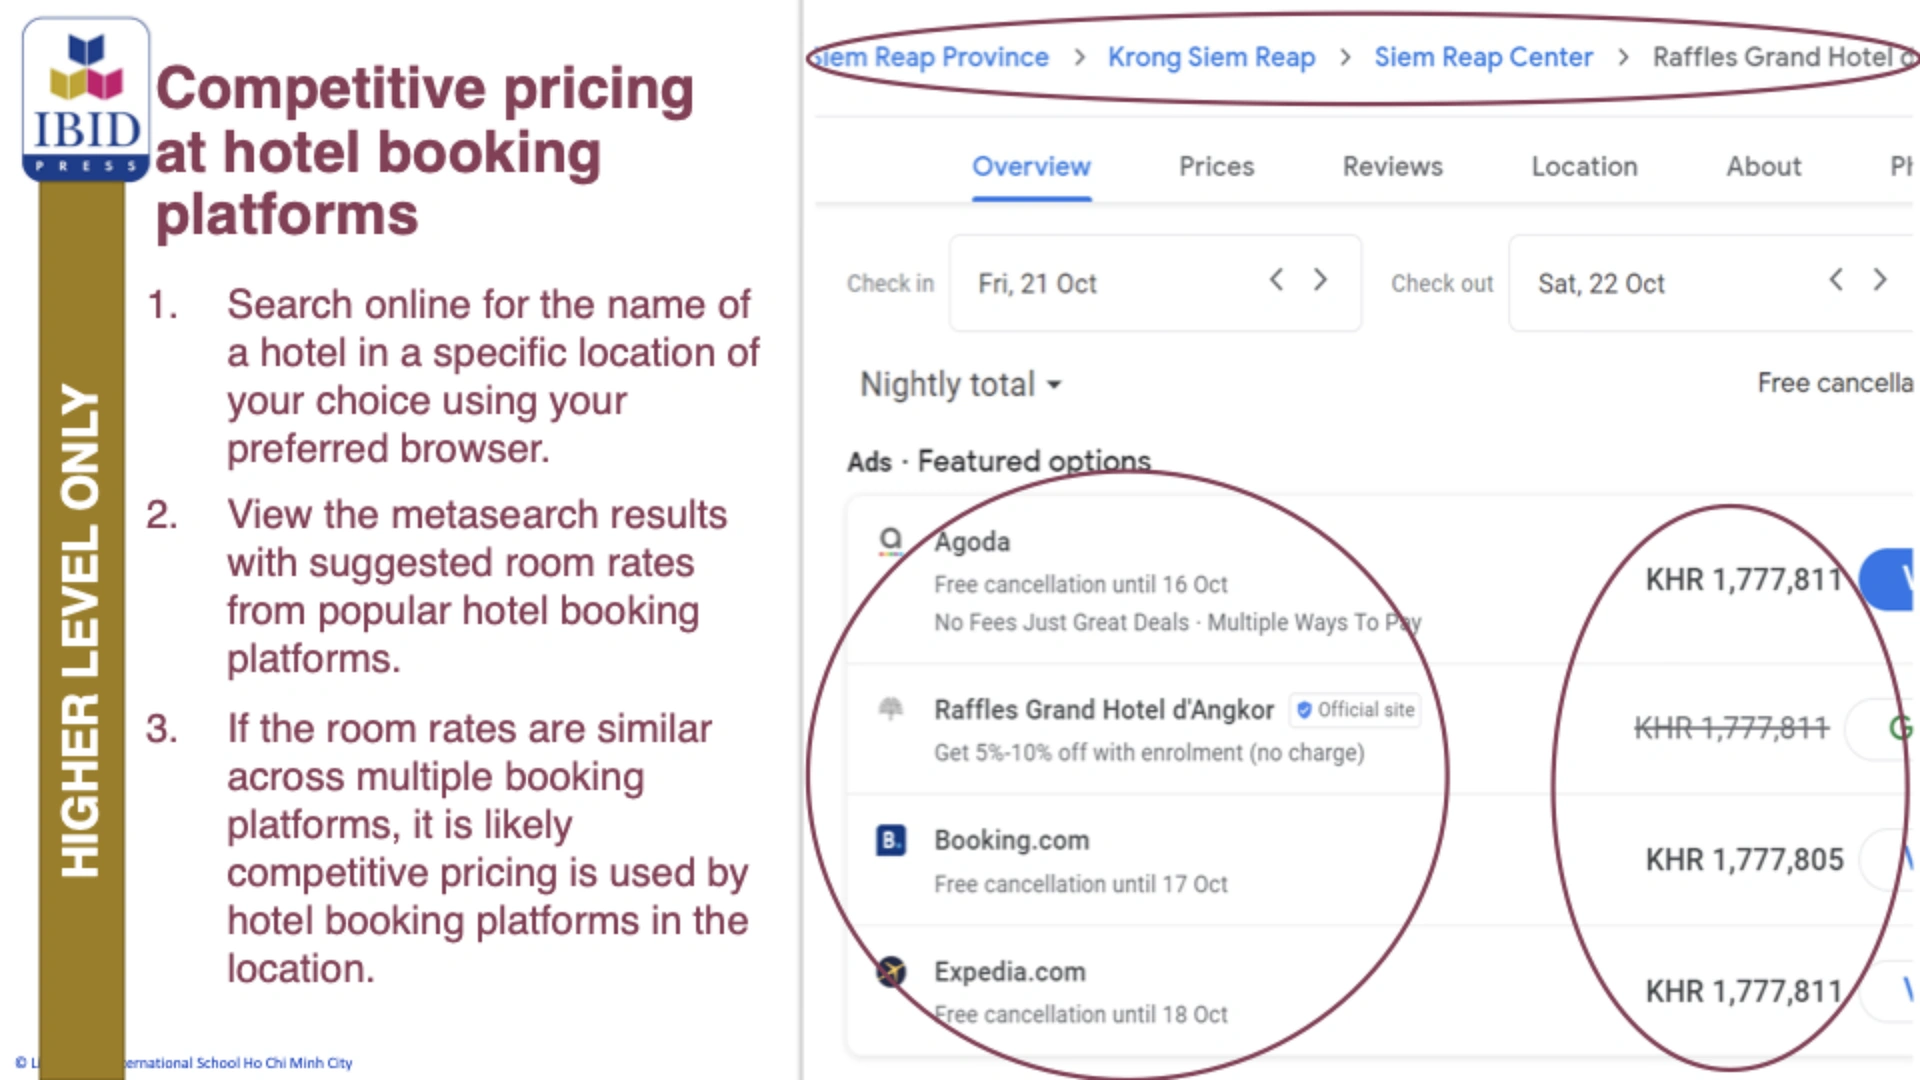 IBID
PRESS
Competitive pricing
at hotel booking
platforms
1. Search online for the name of
a hotel in a specific location of
your choice using your
preferred browser.
2. View the metasearch results
with suggested room rates
from popular hotel booking
platforms.
3. If the room rates are similar
across multiple booking
platforms, it is likely
competitive pricing is used by
hotel booking platforms in the
location.
HIGHER LEVEL ONLY
© International School Ho Chi Minh City
Siem Reap Province > Krong Siem Reap > Siem Reap Center > Raffles Grand Hotel
Overview Prices Reviews Location About
Check in Fri, 21 Oct < > Check out Sat, 22 Oct < >
Nightly total Free
Ads · Featured options
Agoda
Free cancellation until 16 Oct
No Fees Just Great Deals · Multiple Ways To Pay
KHR 1,777,811
Raffles Grand Hotel d'Angkor Official site
Get 5%-10% off with enrolment (no charge)
KHR 1,777,811
Booking.com
Free cancellation until 17 Oct
KHR 1,777,805
Expedia.com
Free cancellation until 18 Oct
KHR 1,777,811